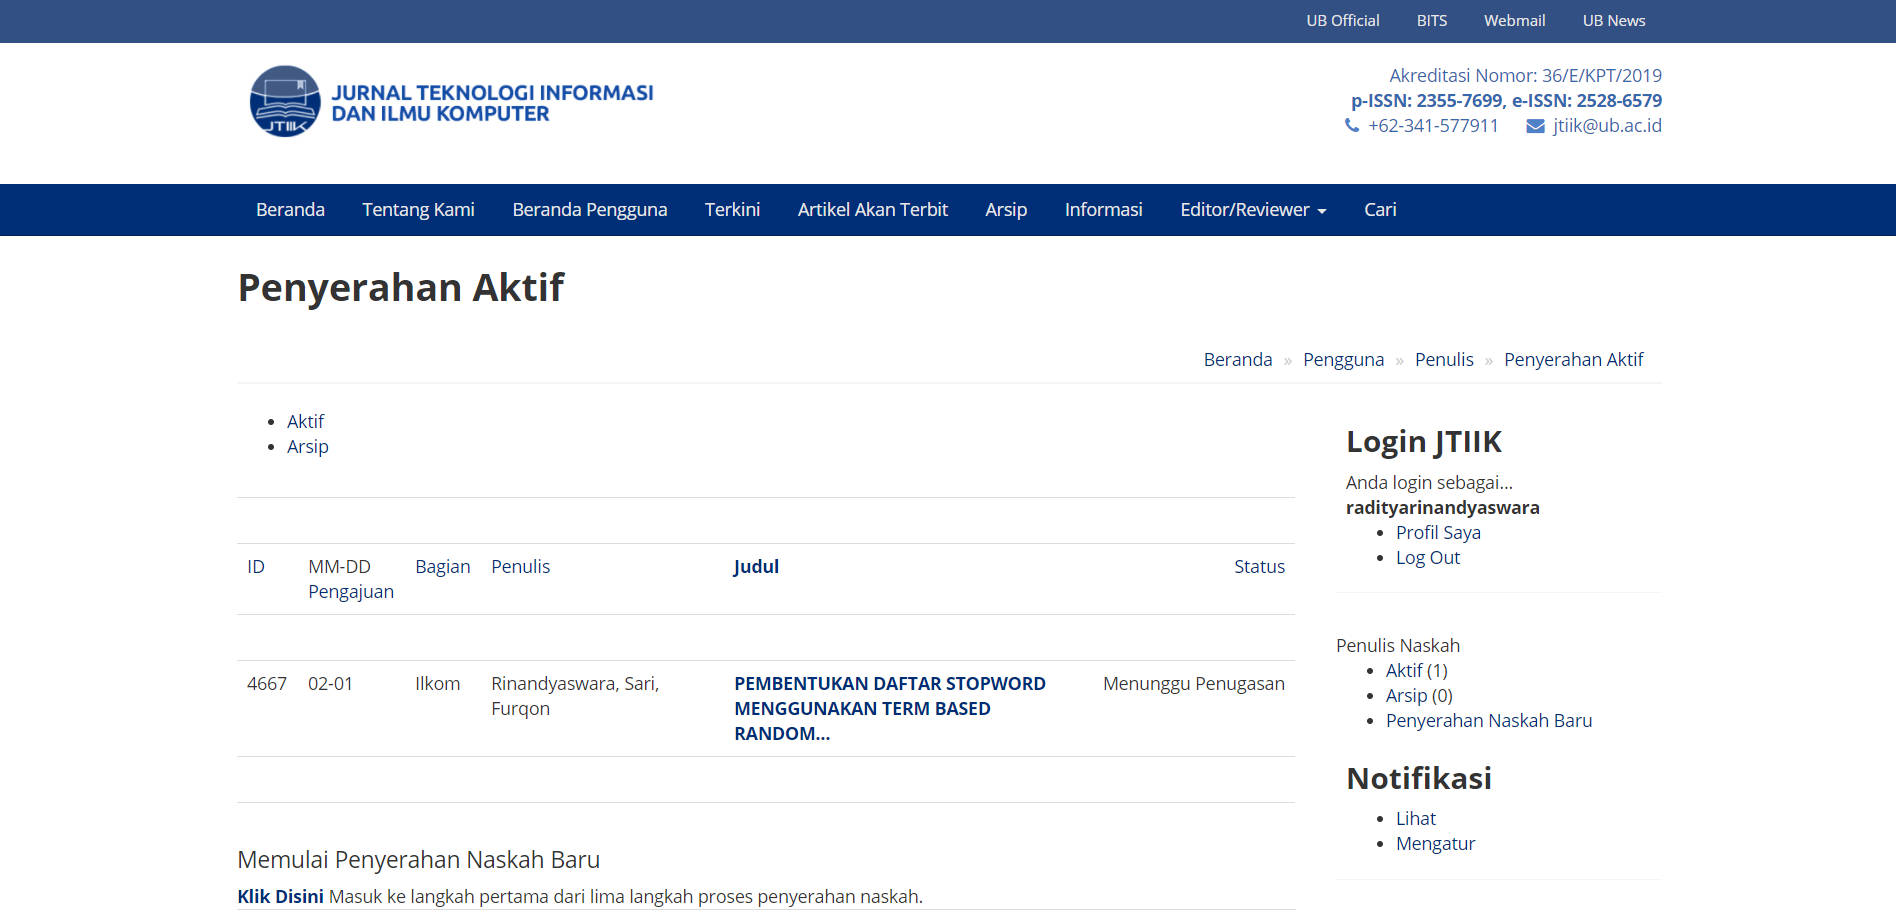 UB Official BITS Webmail UB News
JTIIK
JURNAL TEKNOLOGI INFORMASI
DAN ILMU KOMPUTER
Akreditasi Nomor: 36/E/KPT/2019
p-ISSN: 2355-7699, e-ISSN: 2528-6579
+62-341-577911 jtiik@ub.ac.id
Beranda Tentang Kami Beranda Pengguna Terkini Artikel Akan Terbit Arsip Informasi Editor/Reviewer Cari
Penyerahan Aktif
Beranda » Pengguna » Penulis » Penyerahan Aktif
Aktif
Arsip
ID MM-DD Bagian Penulis Judul Status
Pengajuan
4667 02-01 Ilkom Rinandyaswara, Sari, PEMBENTUKAN DAFTAR STOPWORD Menunggu Penugasan
Furqon MENGGUNAKAN TERM BASED
RANDOM...
Memulai Penyerahan Naskah Baru
Klik Disini Masuk ke langkah pertama dari lima langkah proses penyerahan naskah.
Login JTIIK
Anda login sebagai...
radityarinandyaswara
Profil Saya
Log Out
Penulis Naskah
Aktif (1)
Arsip (0)
Penyerahan Naskah Baru
Notifikasi
Lihat
Mengatur